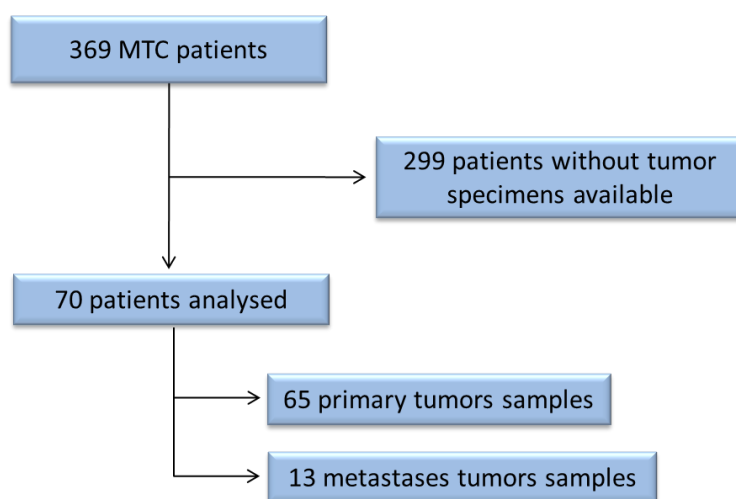 369 MTC patients
299 patients without tumor
specimens available
70 patients analysed
65 primary tumors samples
13 metastases tumors samples